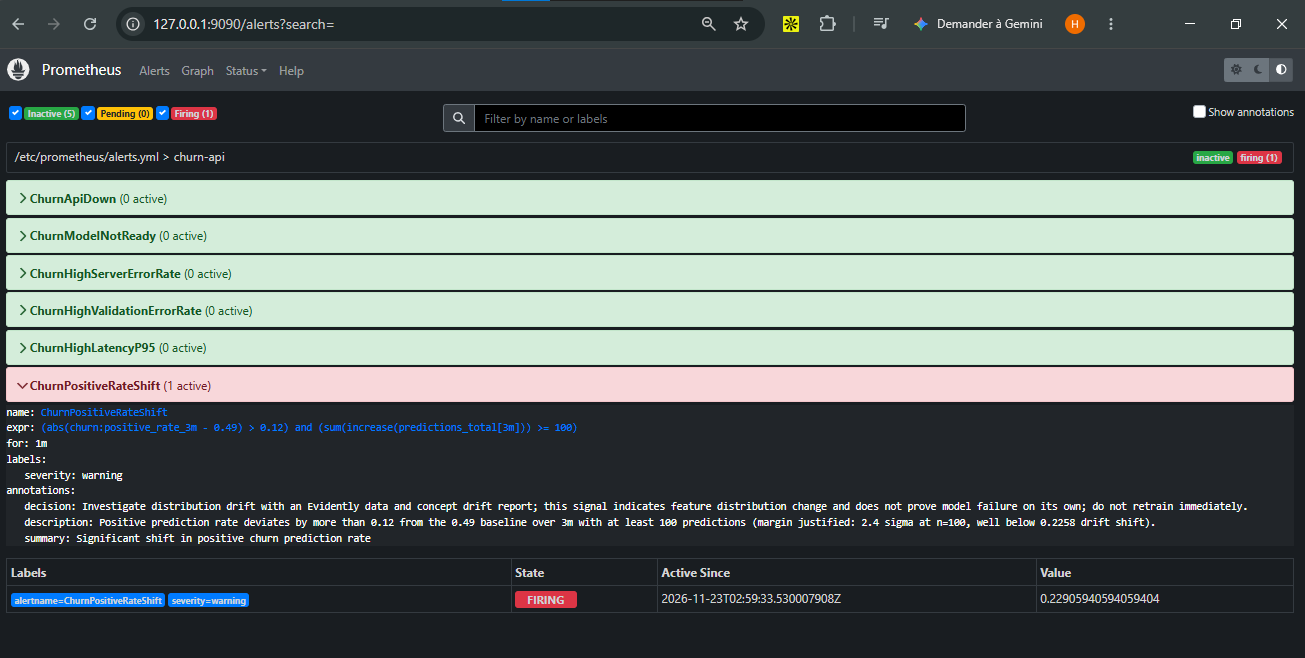 127.0.0.1:9090/alerts?search=
Demander à Gemini
H
Prometheus Alerts Graph Status Help
Inactive (5) Pending (0) Firing (1)
Filter by name or labels
Show annotations
/etc/prometheus/alerts.yml > churn-api
inactive firing (1)
ChurnApiDown (0 active)
ChurnModelNotReady (0 active)
ChurnHighServerErrorRate (0 active)
ChurnHighValidationErrorRate (0 active)
ChurnHighLatencyP95 (0 active)
ChurnPositiveRateShift (1 active)
name: ChurnPositiveRateShift
expr: (abs(churn:positive_rate_3m - 0.49) > 0.12) and (sum(increase(predictions_total[3m])) >= 100)
for: 1m
labels:
severity: warning
annotations:
decision: Investigate distribution drift with an Evidently data and concept drift report; this signal indicates feature distribution change and does not prove model failure on its own; do not retrain immediately.
description: Positive prediction rate deviates by more than 0.12 from the 0.49 baseline over 3m with at least 100 predictions (margin justified: 2.4 sigma at n=100, well below 0.2258 drift shift).
summary: Significant shift in positive churn prediction rate
Labels State Active Since Value
alertname=ChurnPositiveRateShift severity=warning FIRING 2026-11-23T02:59:33.530007908Z 0.22905940594059404